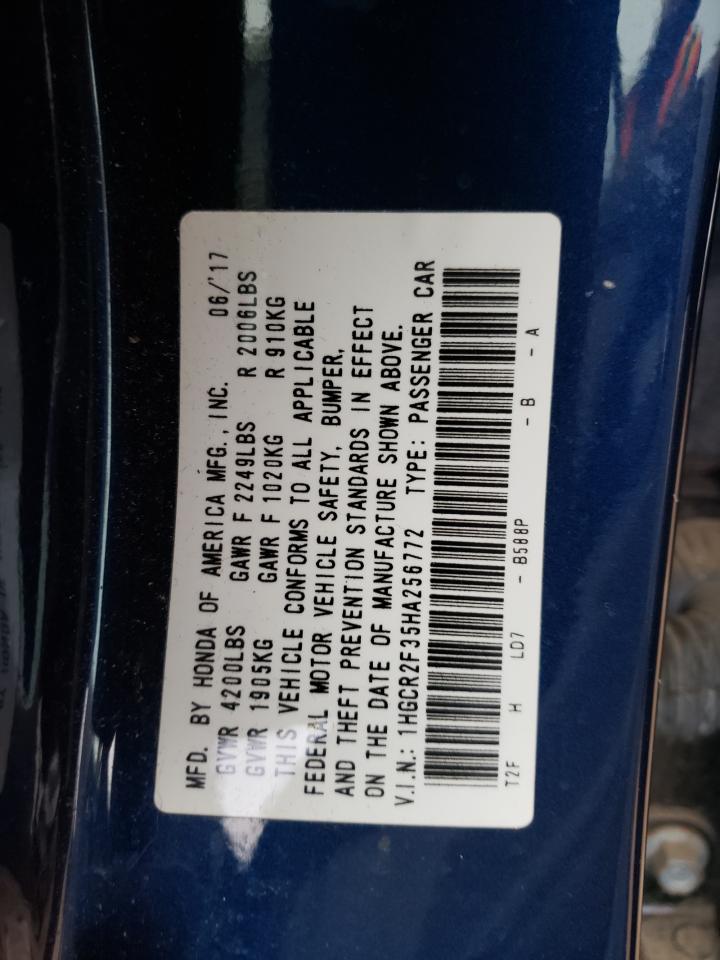 MFD. BY HONDA OF AMERICA MFG., INC. 06/'17
GVWR 4200LBS GAWR F 2249LBS R 2006LBS
GVWR 1905KG GAWR F 1020KG R 910KG
THIS VEHICLE CONFORMS TO ALL APPLICABLE
FEDERAL MOTOR VEHICLE SAFETY, BUMPER,
AND THEFT PREVENTION STANDARDS IN EFFECT
ON THE DATE OF MANUFACTURE SHOWN ABOVE.
V.I.N.: 1HGCR2F35HA256772 TYPE: PASSENGER CAR
T2F H LD7 - B588P - B - A